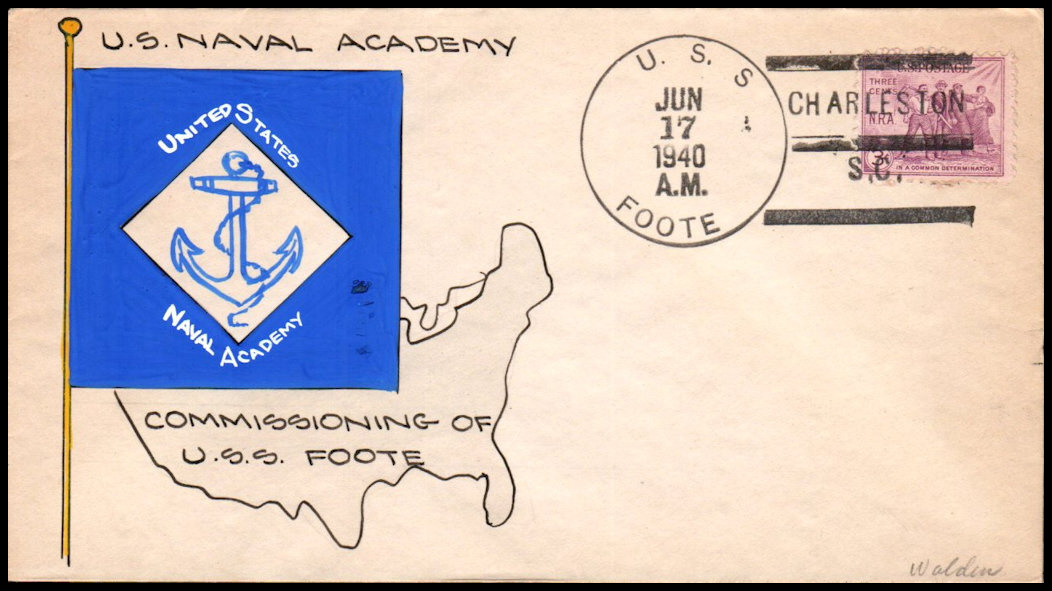 U.S. NAVAL ACADEMY
UNITED STATES
NAVAL ACADEMY
COMMISSIONING OF
U.S.S. FOOTE
U. S. S.
JUN
17
1940
A.M.
FOOTE
CHARLESTON
S.C.
U.S. POSTAGE
THREE
CENTS
N.R.A.
3¢
IN A COMMON DETERMINATION
Walden